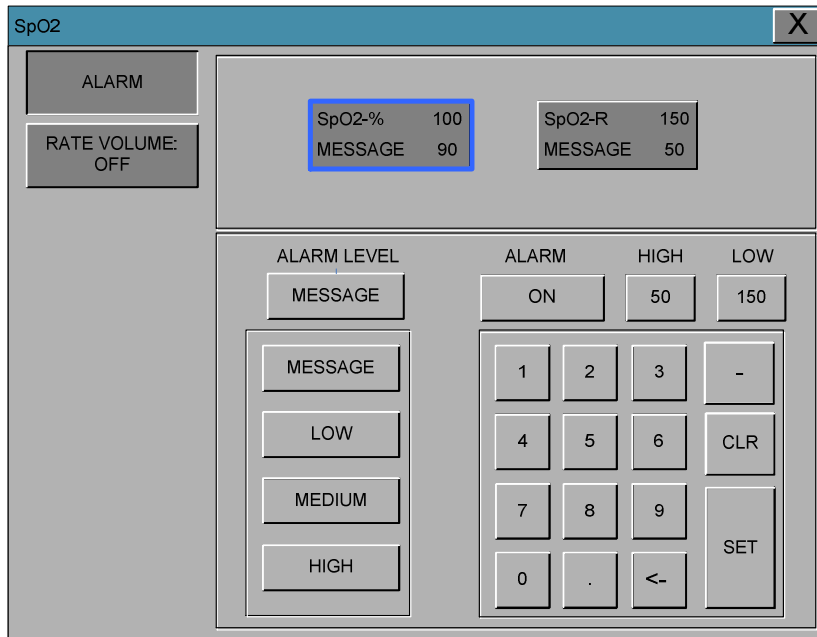 SpO2 X
ALARM
RATE VOLUME:
OFF
SpO2-% 100
MESSAGE 90
SpO2-R 150
MESSAGE 50
ALARM LEVEL
MESSAGE
MESSAGE
LOW
MEDIUM
HIGH
ALARM HIGH LOW
ON 50 150
1 2 3 -
4 5 6 CLR
7 8 9
0 . <-
SET